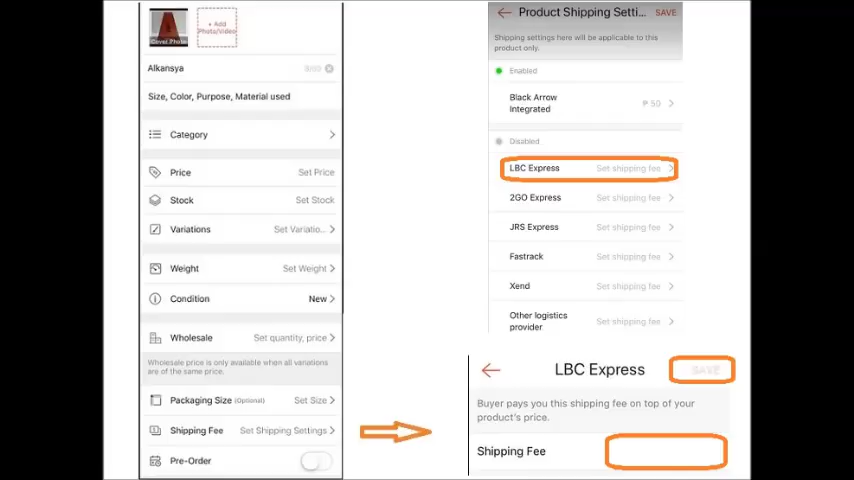 + Add
Photo/Video
Cover Photo
Alkansya
Size, Color, Purpose, Material used
Category
Price Set Price
Stock Set Stock
Variations Set Variatio...
Weight Set Weight
Condition New
Wholesale Set quantity, price
Wholesale price is only available when all variations
are of the same price.
Packaging Size (Optional) Set Size
Shipping Fee Set Shipping Settings
Pre-Order
Product Shipping Setti... SAVE
Shipping settings here will be applicable to this
product only.
Enabled
Black Arrow
Integrated ₱ 50
Disabled
LBC Express Set shipping fee
2GO Express Set shipping fee
JRS Express Set shipping fee
Fastrack Set shipping fee
Xend Set shipping fee
Other logistics
provider Set shipping fee
LBC Express SAVE
Buyer pays you this shipping fee on top of your
product's price.
Shipping Fee